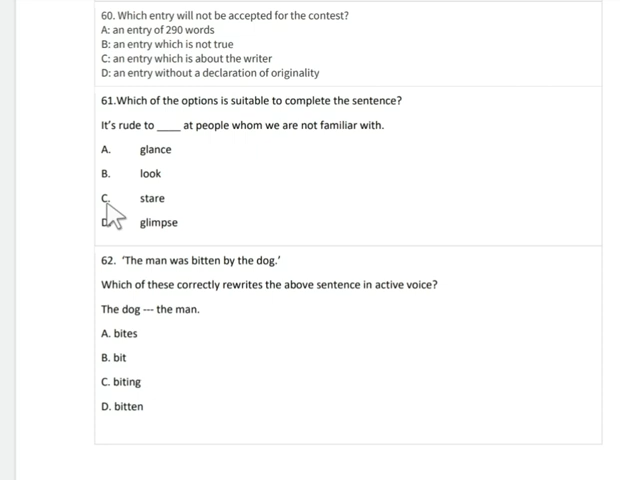 60. Which entry will not be accepted for the contest?
A: an entry of 290 words
B: an entry which is not true
C: an entry which is about the writer
D: an entry without a declaration of originality
61.Which of the options is suitable to complete the sentence?
It's rude to ____ at people whom we are not familiar with.
A. glance
B. look
C. stare
D. glimpse
62. ‘The man was bitten by the dog.’
Which of these correctly rewrites the above sentence in active voice?
The dog --- the man.
A. bites
B. bit
C. biting
D. bitten